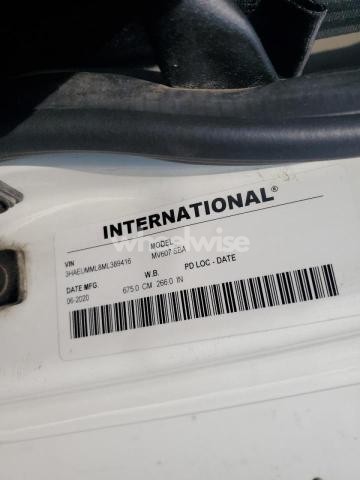 INTERNATIONAL®
VIN MODEL
3HAEUMML8ML389416 MV607 SBA
DATE MFG. W.B. PD LOC - DATE
06-2020 675.0 CM 266.0 IN
wheelwise